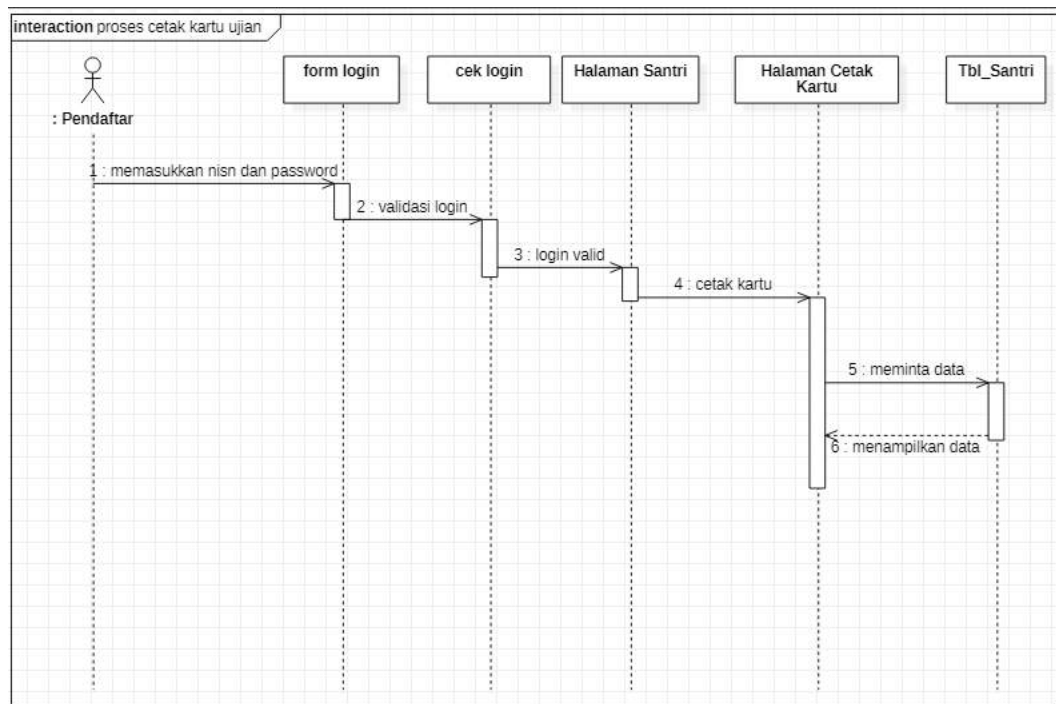 interaction proses cetak kartu ujian
: Pendaftar
form login
cek login
Halaman Santri
Halaman Cetak
Kartu
Tbl_Santri
1 : memasukkan nisn dan password
2 : validasi login
3 : login valid
4 : cetak kartu
5 : meminta data
6 : menampilkan data